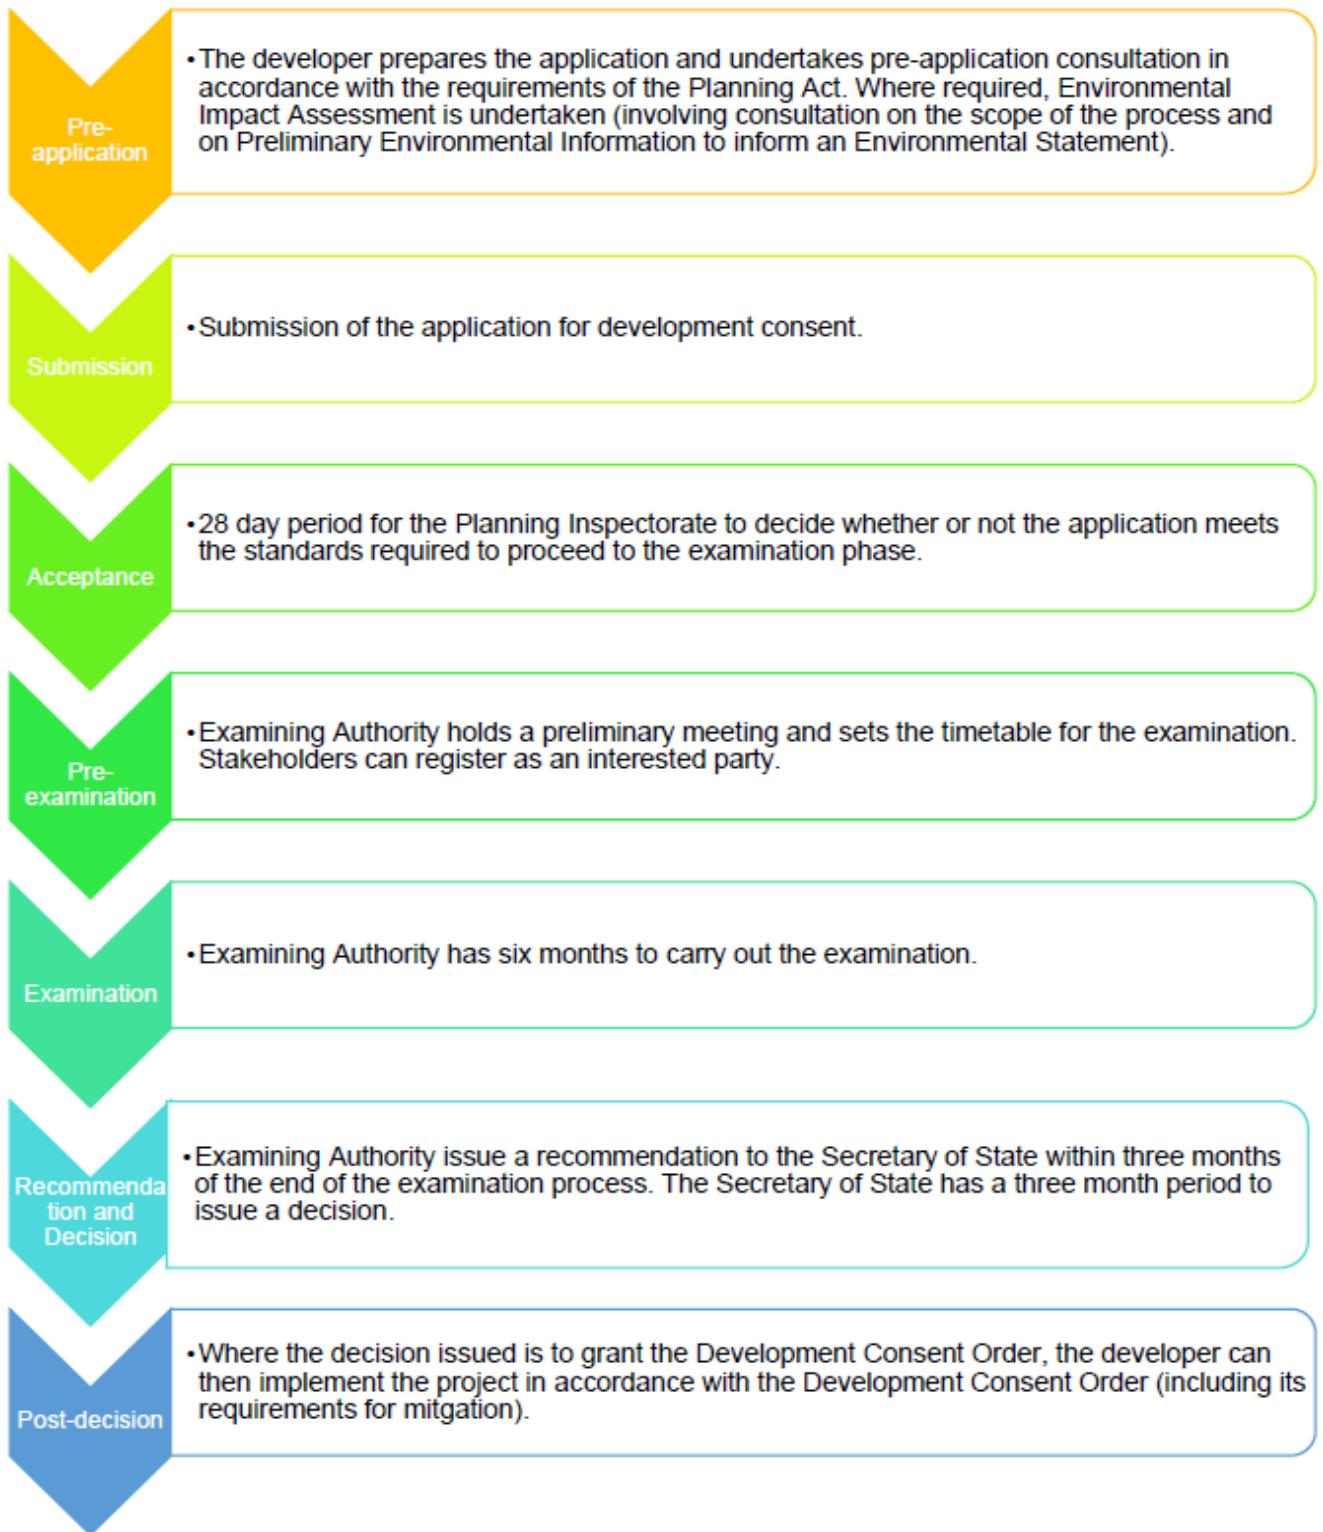 Pre-
application
•The developer prepares the application and undertakes pre-application consultation in
accordance with the requirements of the Planning Act. Where required, Environmental
Impact Assessment is undertaken (involving consultation on the scope of the process and
on Preliminary Environmental Information to inform an Environmental Statement).
Submission
•Submission of the application for development consent.
Acceptance
•28 day period for the Planning Inspectorate to decide whether or not the application meets
the standards required to proceed to the examination phase.
Pre-
examination
•Examining Authority holds a preliminary meeting and sets the timetable for the examination.
Stakeholders can register as an interested party.
Examination
•Examining Authority has six months to carry out the examination.
Recommenda
tion and
Decision
•Examining Authority issue a recommendation to the Secretary of State within three months
of the end of the examination process. The Secretary of State has a three month period to
issue a decision.
Post-decision
•Where the decision issued is to grant the Development Consent Order, the developer can
then implement the project in accordance with the Development Consent Order (including its
requirements for mitgation).